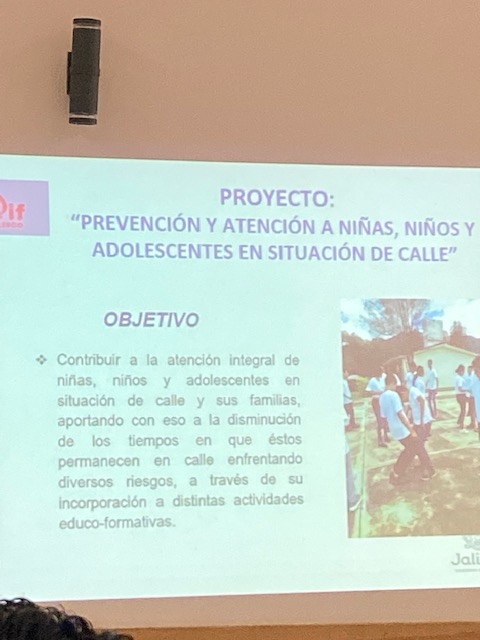 if
PROYECTO:
“PREVENCIÓN Y ATENCIÓN A NIÑAS, NIÑOS Y
ADOLESCENTES EN SITUACIÓN DE CALLE”
OBJETIVO
❖ Contribuir a la atención integral de
niñas, niños y adolescentes en
situación de calle y sus familias,
aportando con eso a la disminución
de los tiempos en que éstos
permanecen en calle enfrentando
diversos riesgos, a través de su
incorporación a distintas actividades
educo-formativas.
Jali